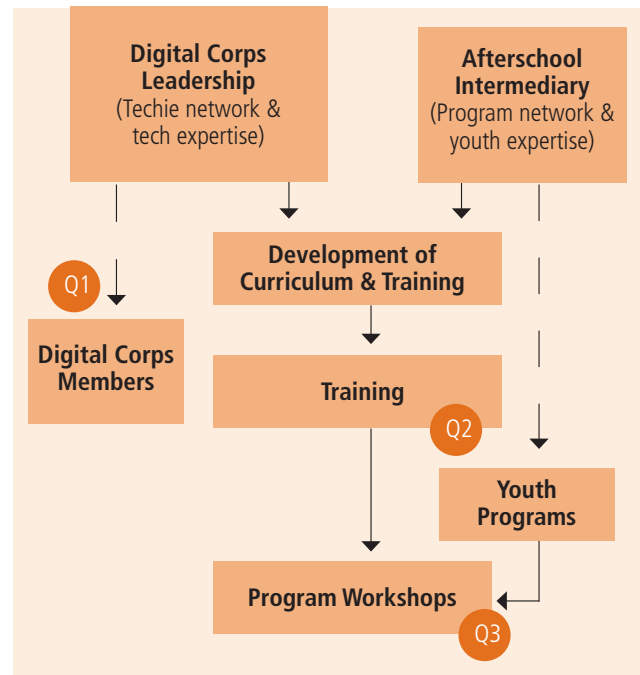 Digital Corps
Leadership
(Techie network &
tech expertise)
Afterschool
Intermediary
(Program network &
youth expertise)
Development of
Curriculum & Training
Q1
Digital Corps
Members
Training
Q2
Youth
Programs
Program Workshops
Q3